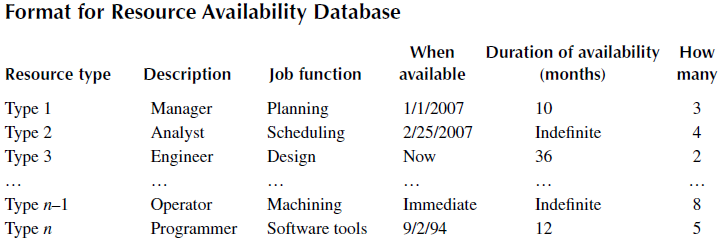 Format for Resource Availability Database
When Duration of availability How
Resource type Description Job function available (months) many
Type 1 Manager Planning 1/1/2007 10 3
Type 2 Analyst Scheduling 2/25/2007 Indefinite 4
Type 3 Engineer Design Now 36 2
… … … … … …
Type n–1 Operator Machining Immediate Indefinite 8
Type n Programmer Software tools 9/2/94 12 5